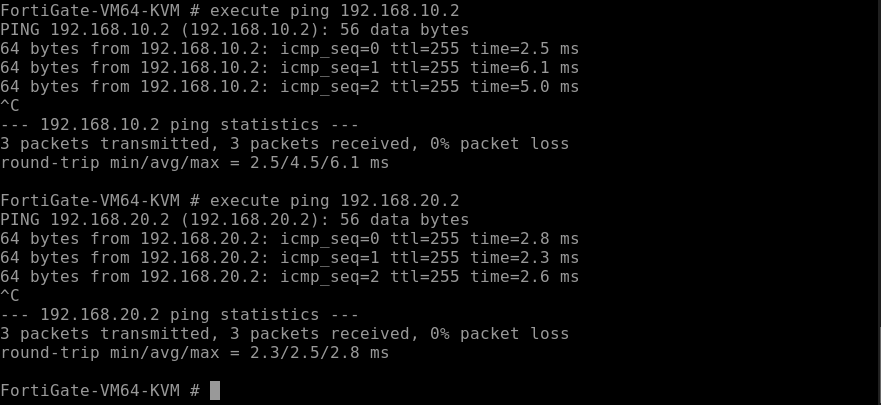 FortiGate-VM64-KVM # execute ping 192.168.10.2
PING 192.168.10.2 (192.168.10.2): 56 data bytes
64 bytes from 192.168.10.2: icmp_seq=0 ttl=255 time=2.5 ms
64 bytes from 192.168.10.2: icmp_seq=1 ttl=255 time=6.1 ms
64 bytes from 192.168.10.2: icmp_seq=2 ttl=255 time=5.0 ms
^C
--- 192.168.10.2 ping statistics ---
3 packets transmitted, 3 packets received, 0% packet loss
round-trip min/avg/max = 2.5/4.5/6.1 ms

FortiGate-VM64-KVM # execute ping 192.168.20.2
PING 192.168.20.2 (192.168.20.2): 56 data bytes
64 bytes from 192.168.20.2: icmp_seq=0 ttl=255 time=2.8 ms
64 bytes from 192.168.20.2: icmp_seq=1 ttl=255 time=2.3 ms
64 bytes from 192.168.20.2: icmp_seq=2 ttl=255 time=2.6 ms
^C
--- 192.168.20.2 ping statistics ---
3 packets transmitted, 3 packets received, 0% packet loss
round-trip min/avg/max = 2.3/2.5/2.8 ms

FortiGate-VM64-KVM #